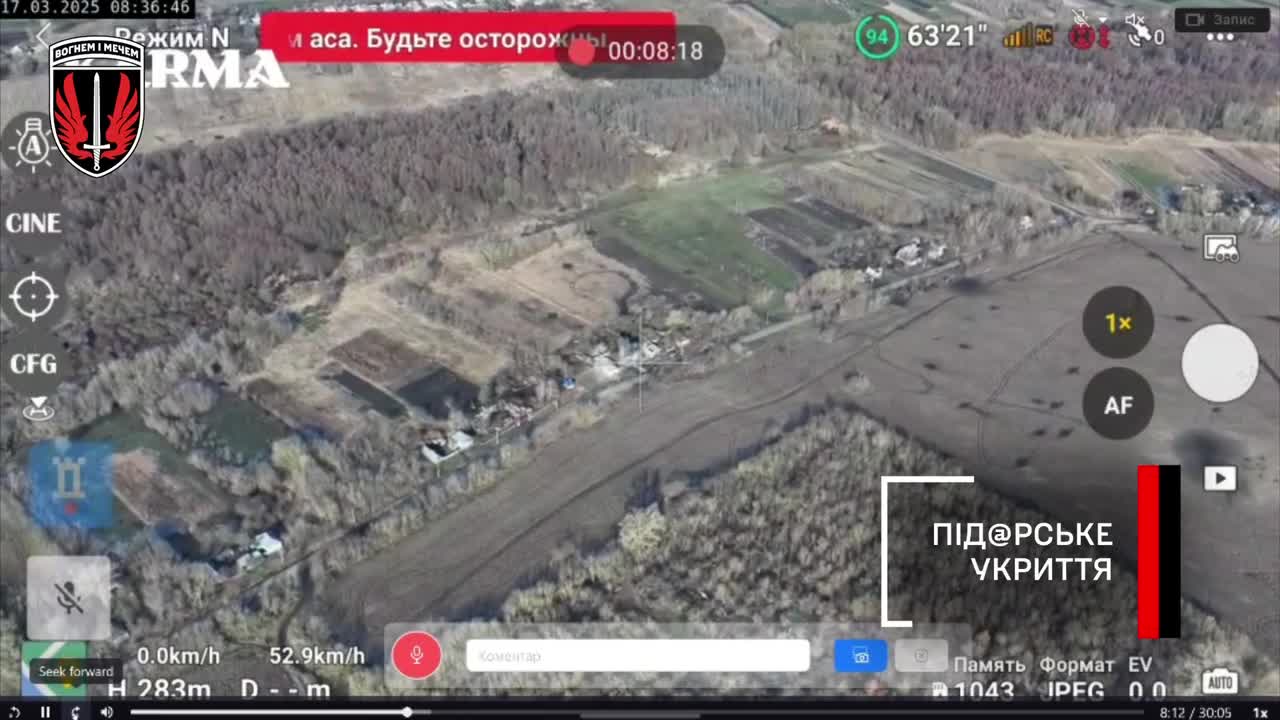 17.03.2025 08:36:46
Запис
Режим N
м аса. Будьте осторожны
00:08:18
94
63'21"
RC
0
ВОГНЕМ І МЕЧЕМ
RMA
A
CINE
CFG
1×
AF
ПІД@РСЬКЕ
УКРИТТЯ
0.0km/h
52.9km/h
Коментар
Память
Формат
EV
Seek forward
H 283m
D - - m
1043
JPEG
0.0
AUTO
8:12 / 30:05
1x